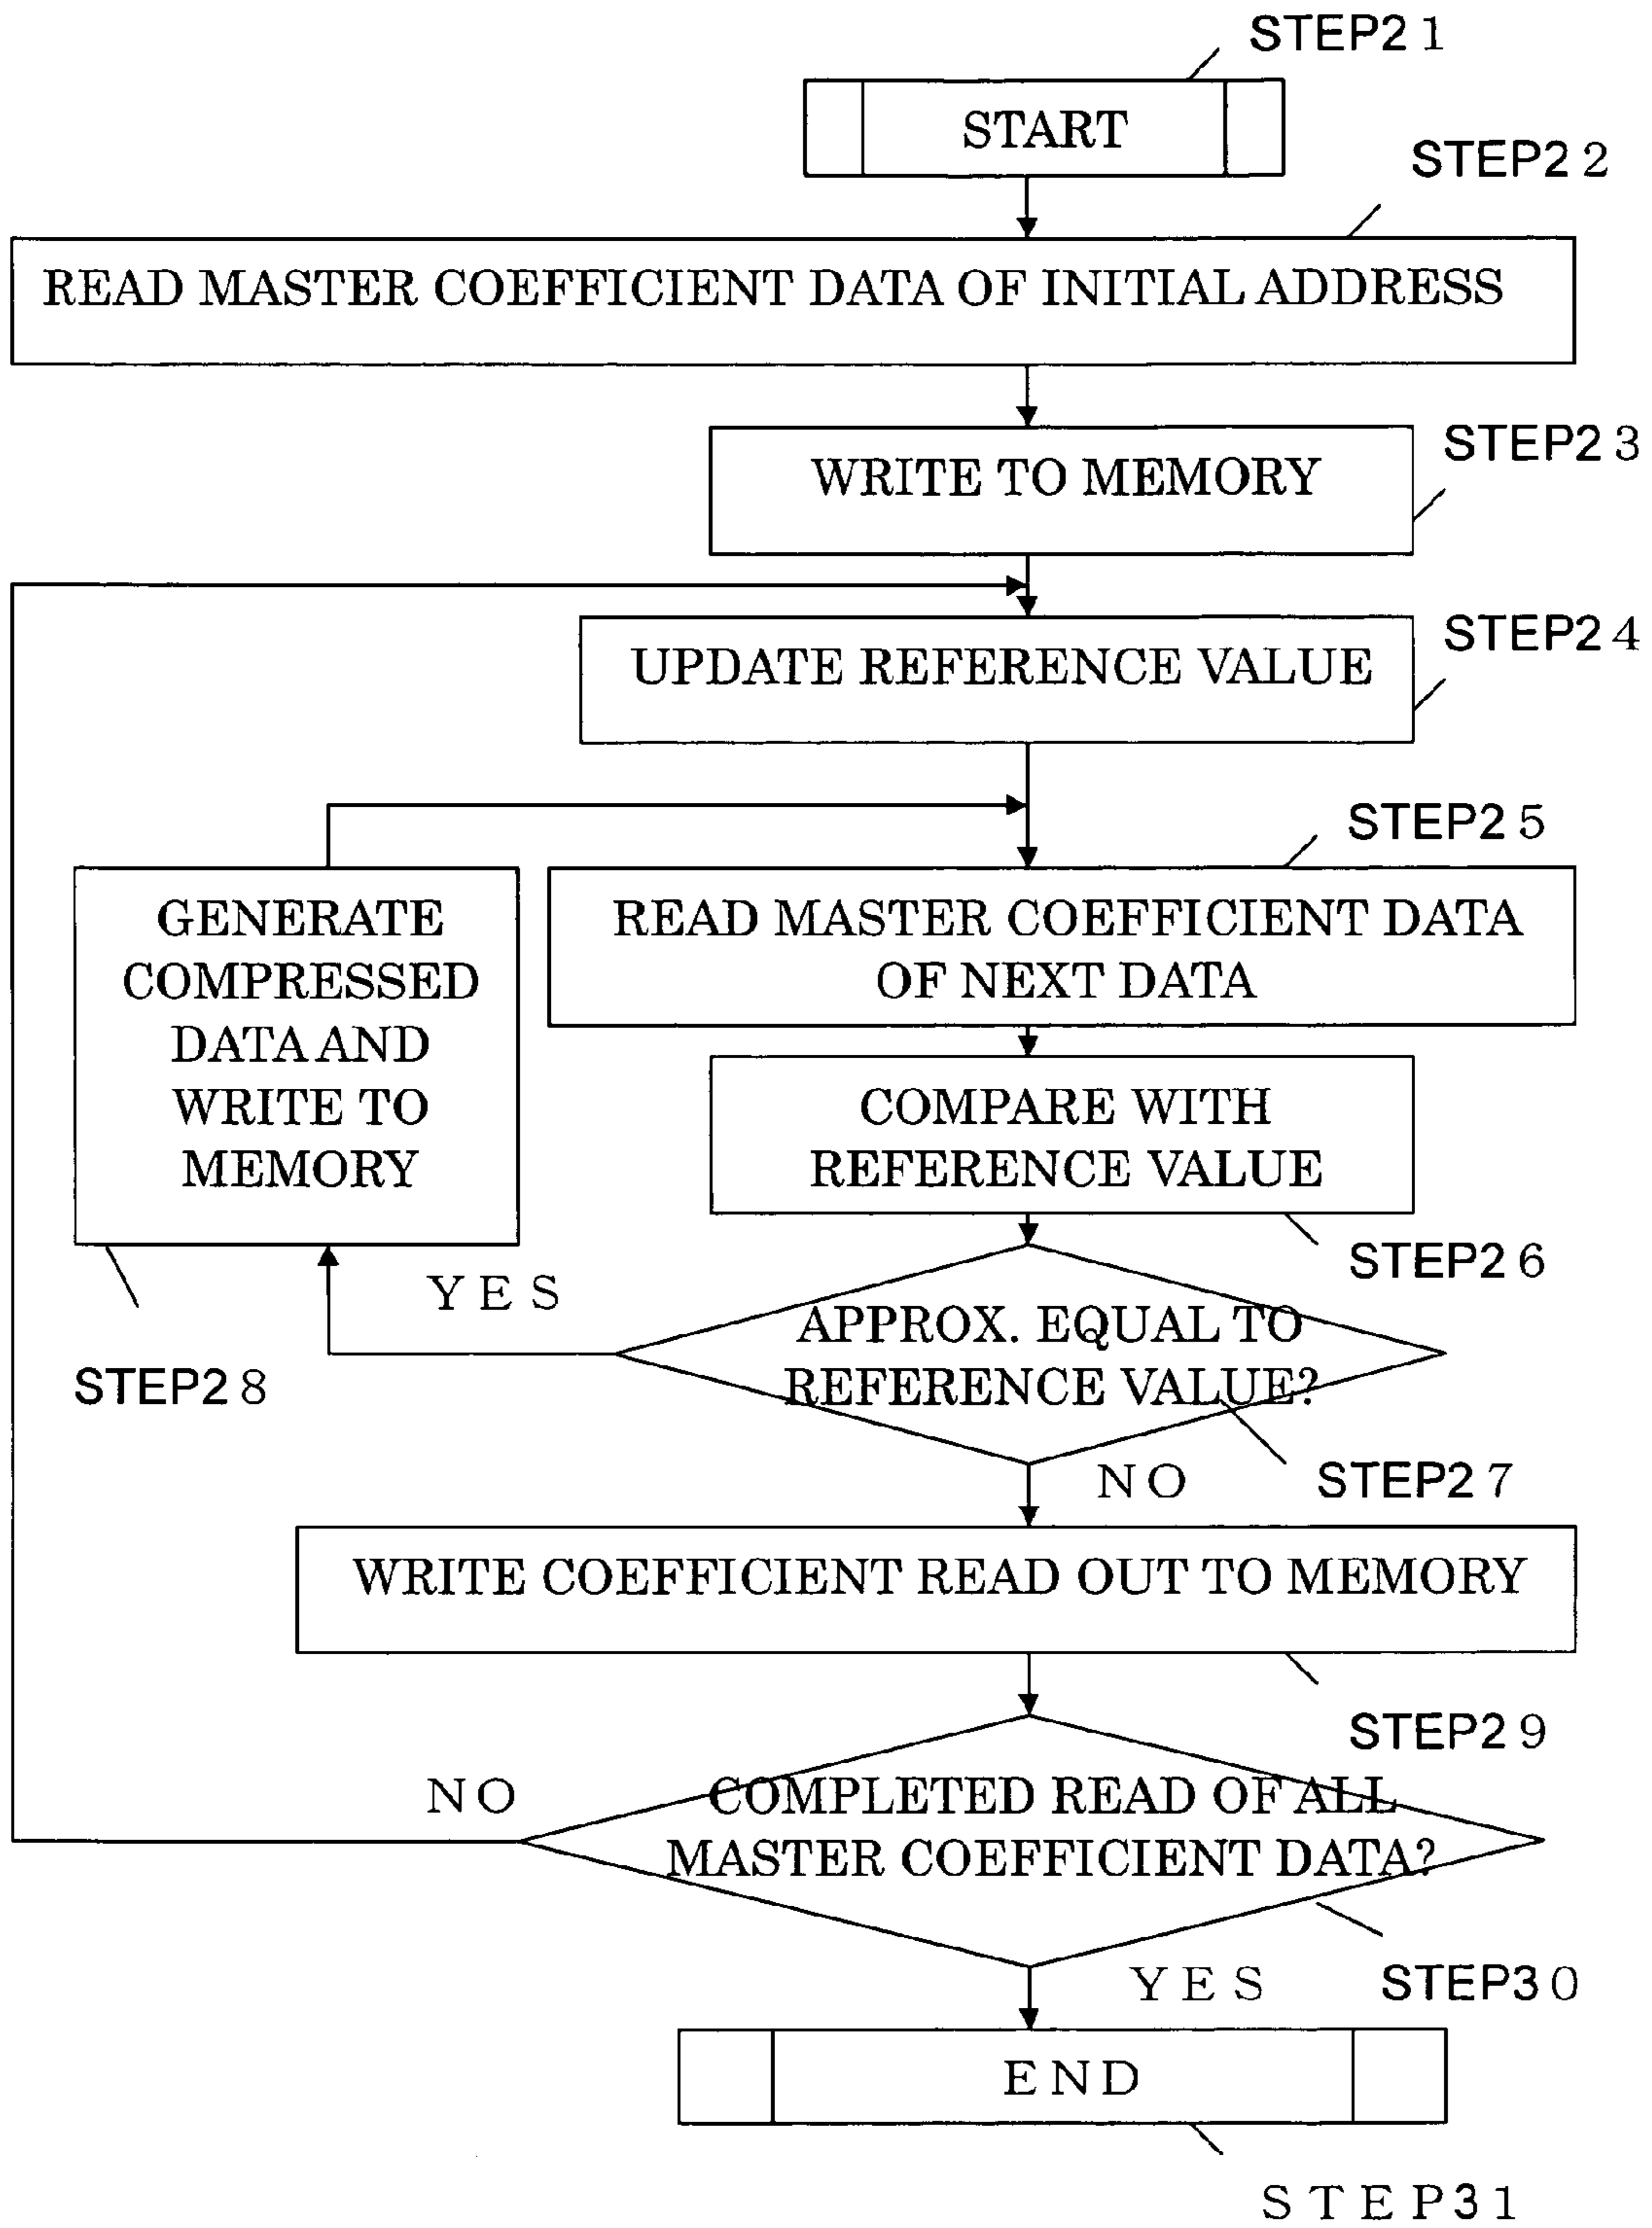 STEP21
START
STEP22
READ MASTER COEFFICIENT DATA OF INITIAL ADDRESS
STEP23
WRITE TO MEMORY
STEP24
UPDATE REFERENCE VALUE
STEP25
READ MASTER COEFFICIENT DATA
OF NEXT DATA
GENERATE
COMPRESSED
DATA AND
WRITE TO
MEMORY
COMPARE WITH
REFERENCE VALUE
STEP26
YES
APPROX. EQUAL TO
REFERENCE VALUE?
STEP28
NO
STEP27
WRITE COEFFICIENT READ OUT TO MEMORY
STEP29
NO
COMPLETED READ OF ALL
MASTER COEFFICIENT DATA?
YES
STEP30
END
STEP31